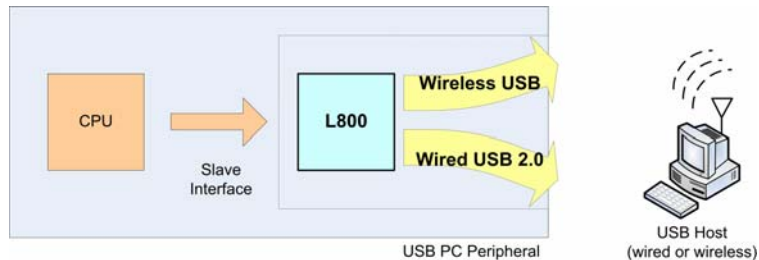 Wireless USB
CPU
L800
Slave
Interface
Wired USB 2.0
USB PC Peripheral
USB Host
(wired or wireless)